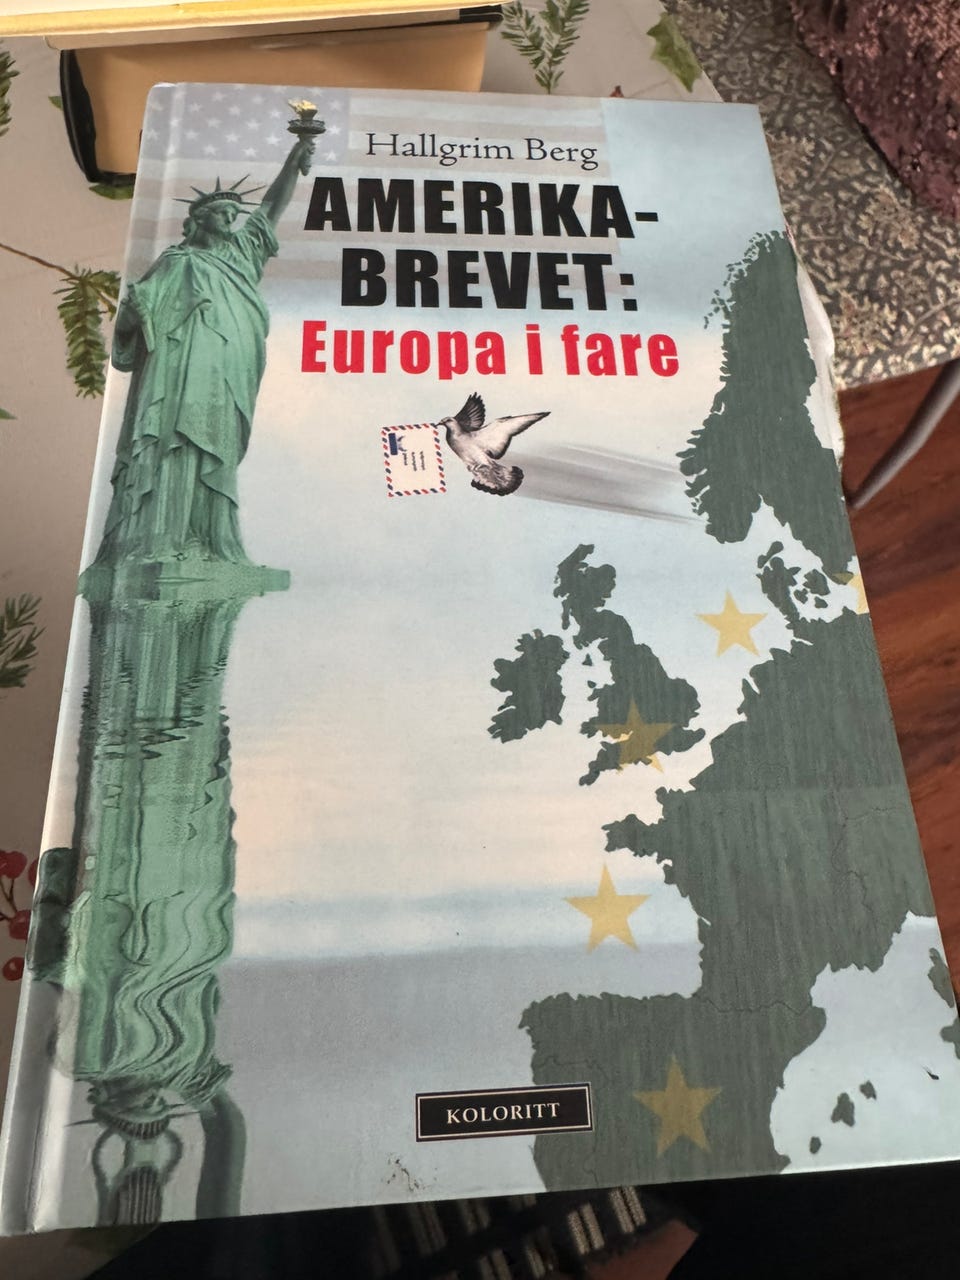 Hallgrim Berg
AMERIKA-
BREVET:
Europa i fare
KOLORITT